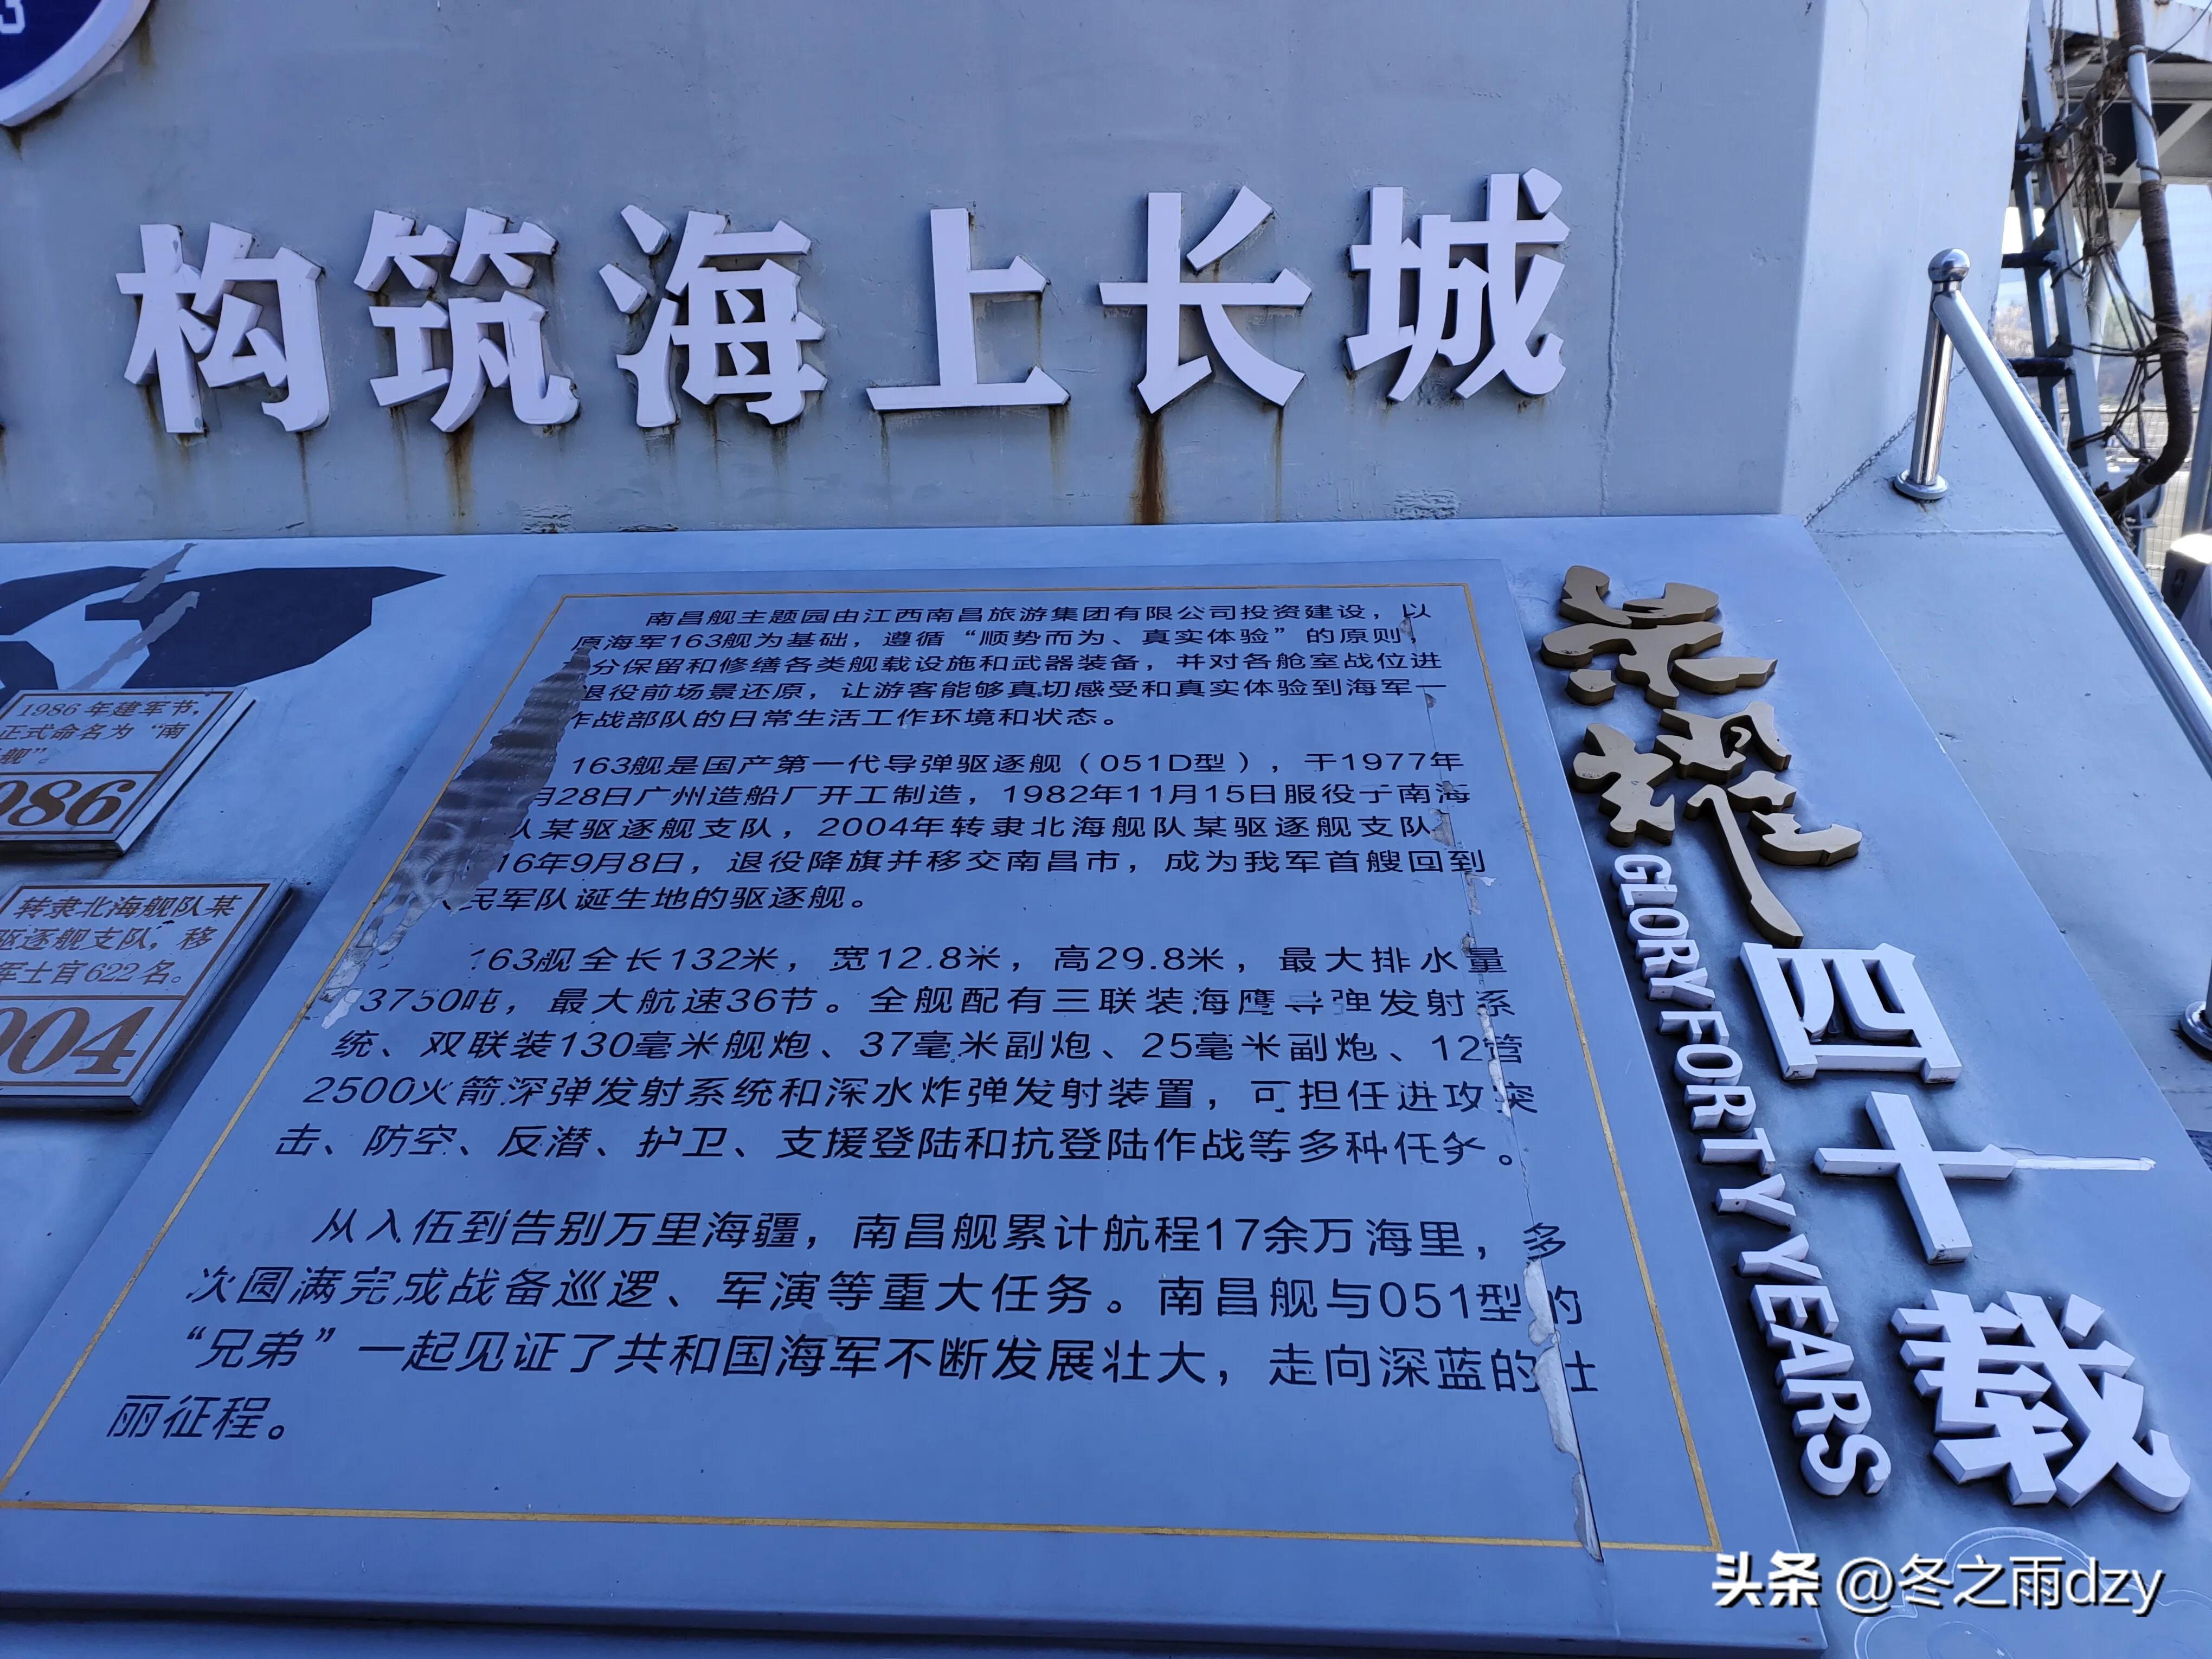 3
构筑海上长城
南昌舰主题园由江西南昌旅游集团有限公司投资建设，以
原海军163舰为基础，遵循“顺势而为、真实体验”的原则，
分保留和修缮各类舰载设施和武器装备，并对各舱室战位进
退役前场景还原，让游客能够真切感受和真实体验到海军一
作战部队的日常生活工作环境和状态。
163舰是国产第一代导弹驱逐舰（051D型），于1977年
月28日广州造船厂开工制造，1982年11月15日服役于南海
队某驱逐舰支队，2004年转隶北海舰队某驱逐舰支队
16年9月8日，退役降旗并移交南昌市，成为我军首艘回到
民军队诞生地的驱逐舰。
163舰全长132米，宽12.8米，高29.8米，最大排水量
3750吨，最大航速36节。全舰配有三联装海鹰导弹发射系
统、双联装130毫米舰炮、37毫米副炮、25毫米副炮、12管
2500火箭深弹发射系统和深水炸弹发射装置，可担任进攻突
击、防空、反潜、护卫、支援登陆和抗登陆作战等多种任务。
从入伍到告别万里海疆，南昌舰累计航程17余万海里，多
次圆满完成战备巡逻、军演等重大任务。南昌舰与051型的
“兄弟”一起见证了共和国海军不断发展壮大，走向深蓝的壮
丽征程。
1986年建军节，
正式命名为“南
舰”。
986
转隶北海舰队某
驱逐舰支队，移
军士官622名。
004
荣耀四十载
GLORY FORTY YEARS
头条 @冬之雨dzy